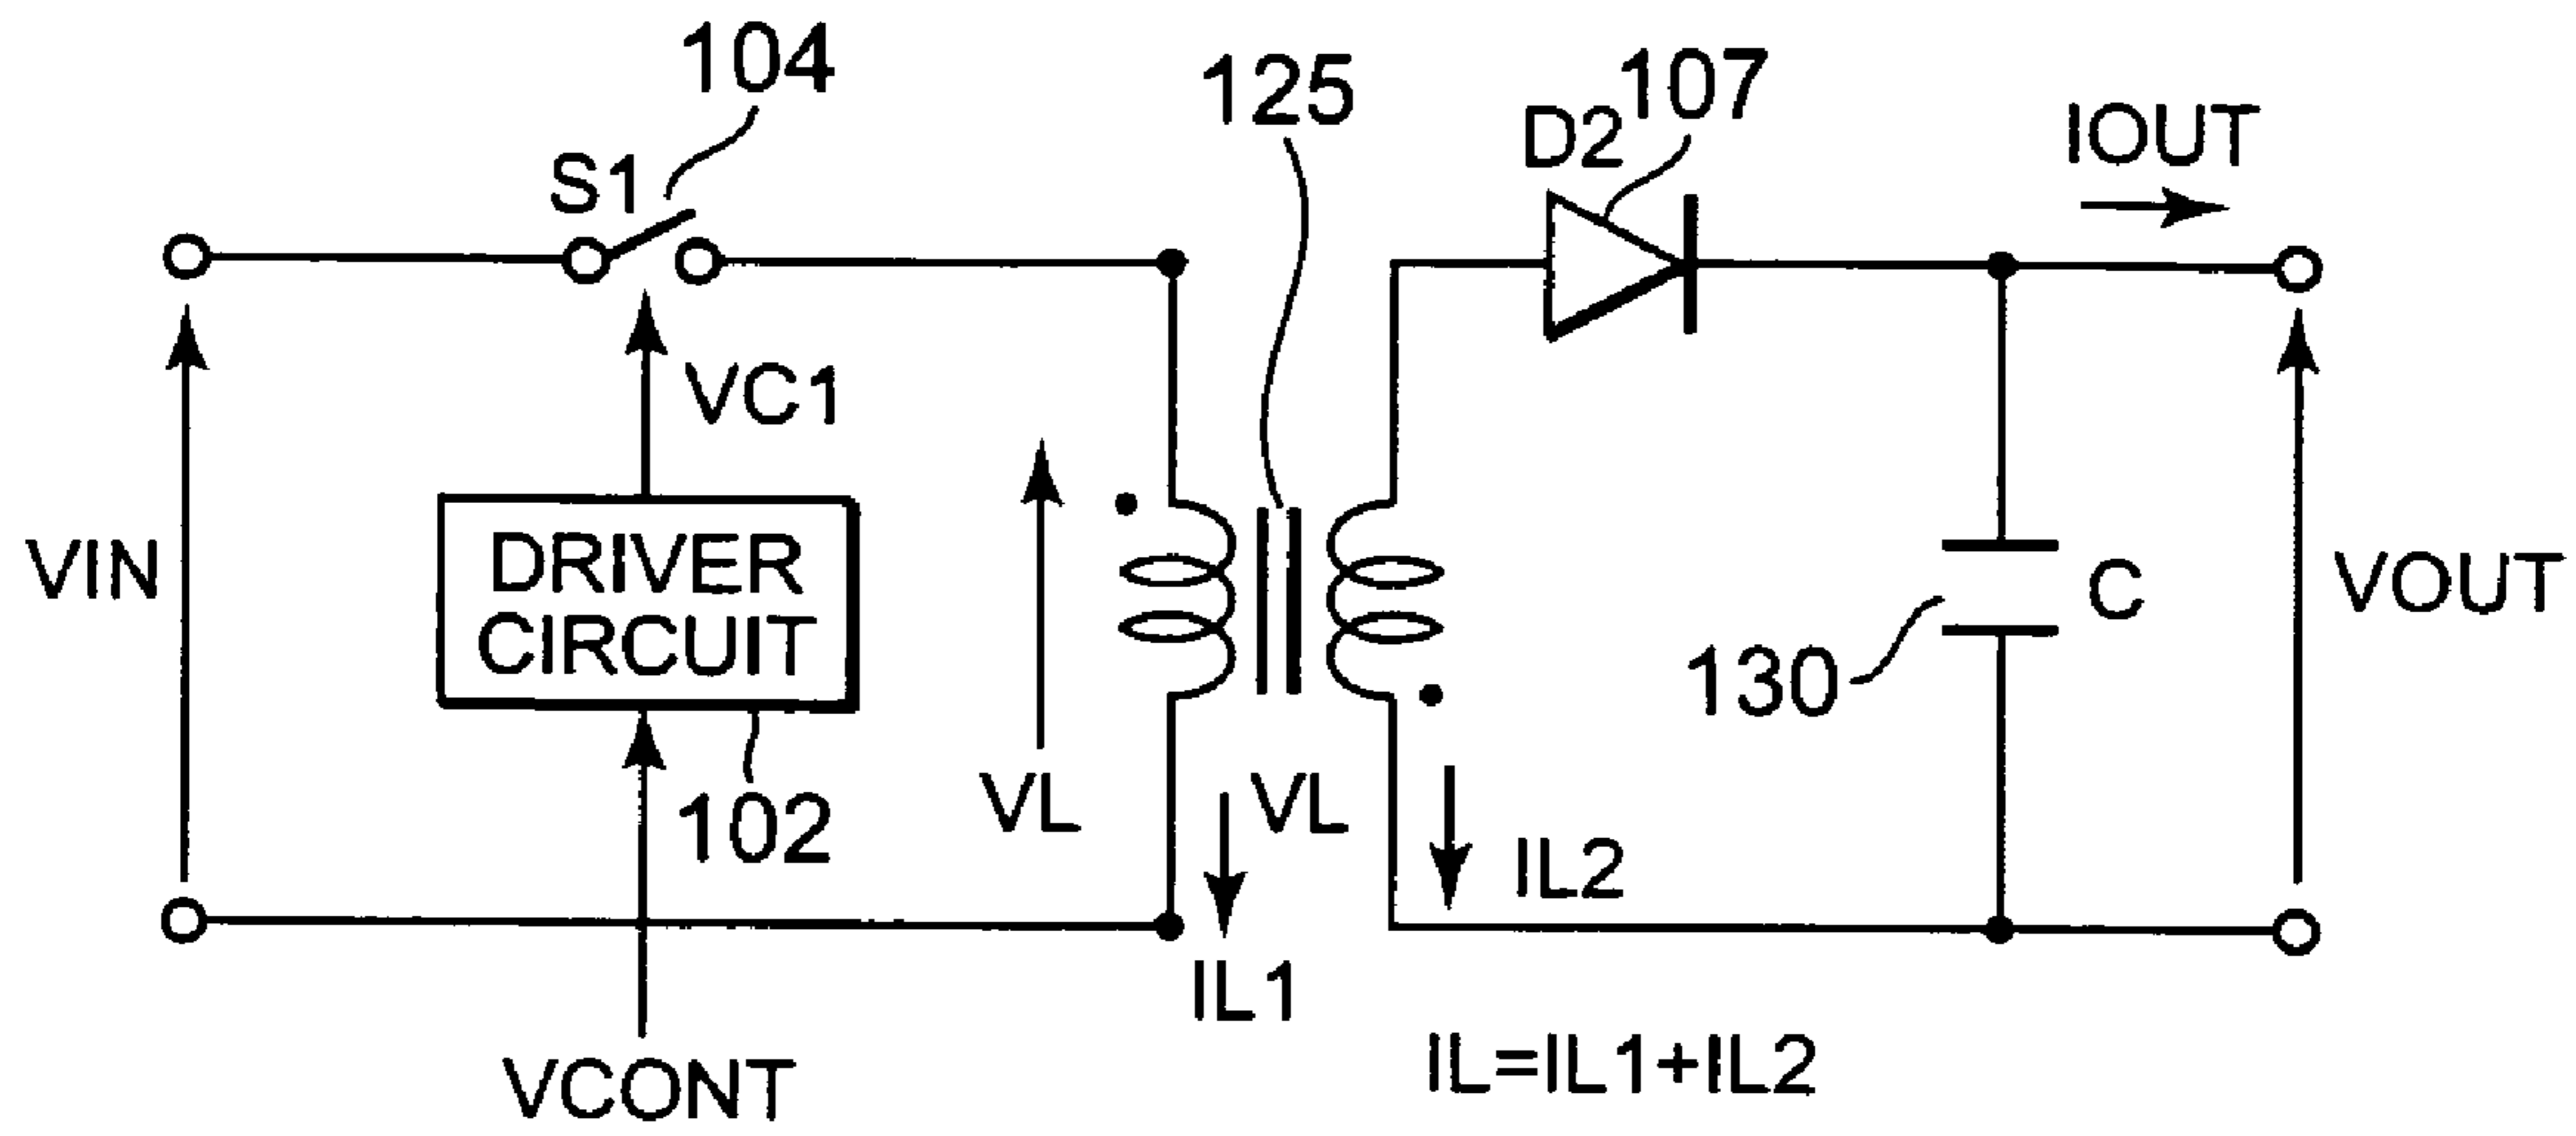 104
125
107
D2
IOUT
S1
VC1
VIN
DRIVER
CIRCUIT
C
VOUT
130
102
VL
VL
IL2
IL1
VCONT
IL=IL1+IL2